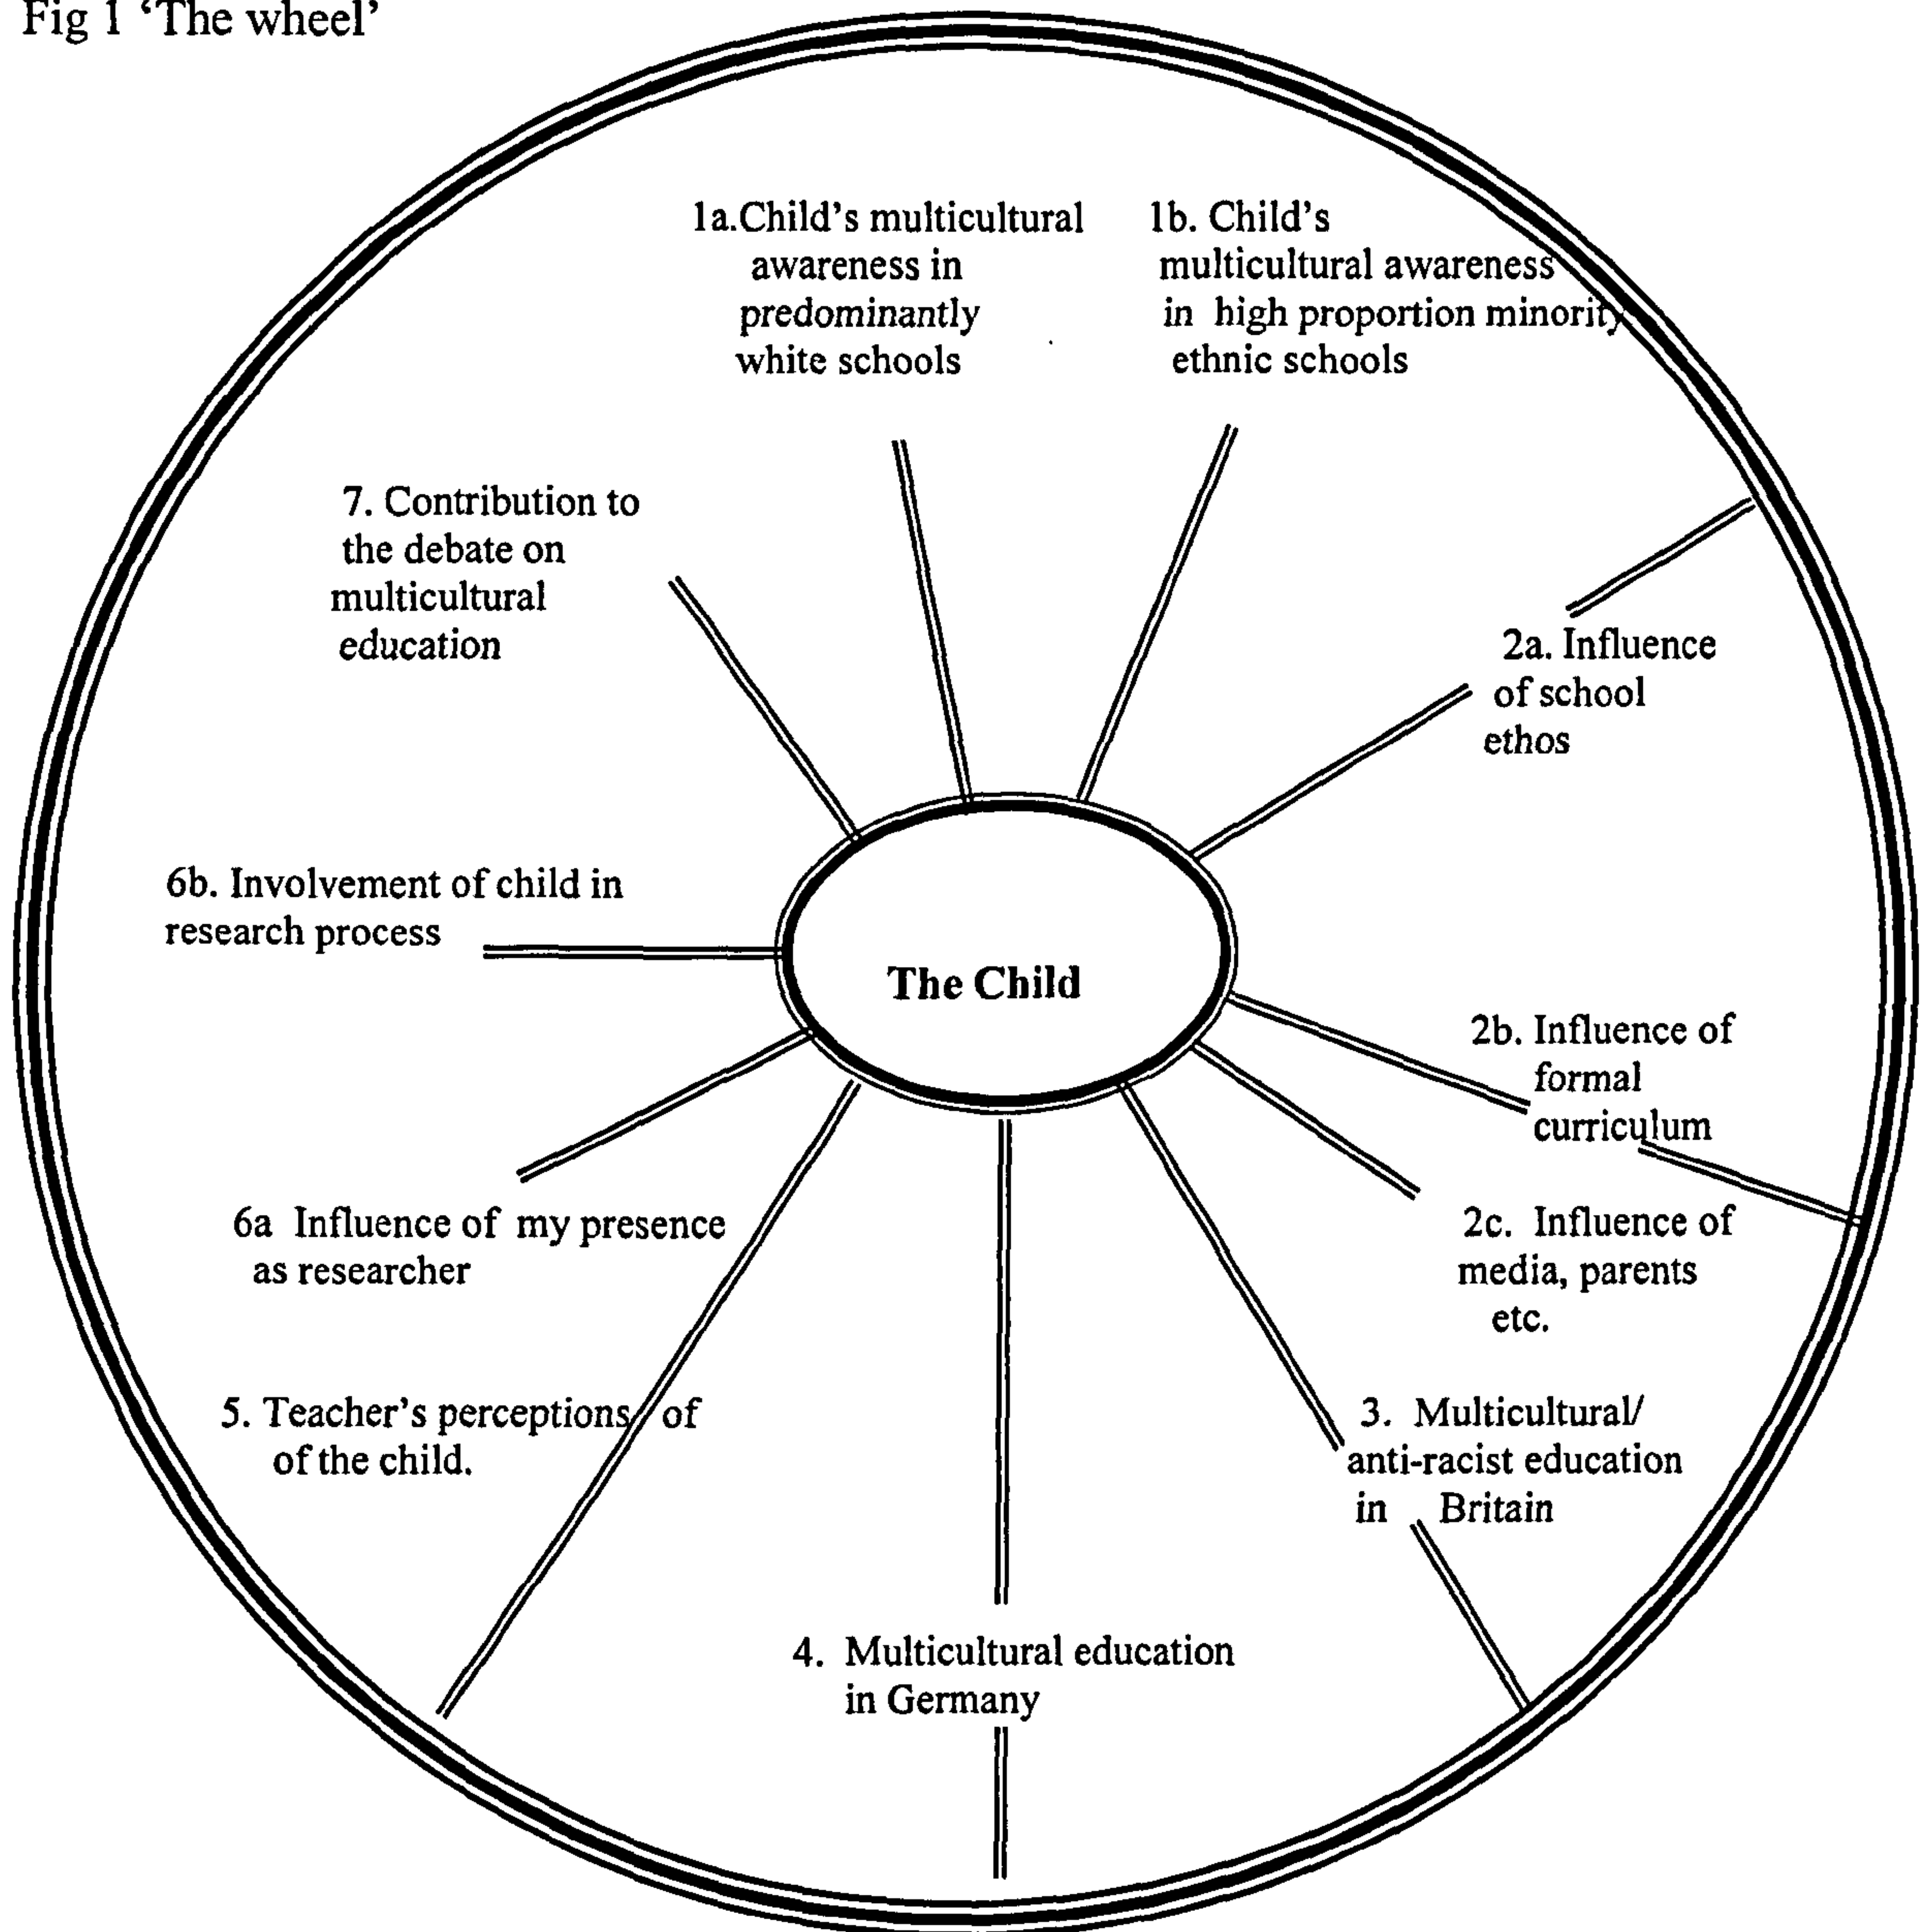 Fig 1 ‘The wheel’
1a.Child’s multicultural
awareness in
predominantly
white schools
1b. Child’s
multicultural awareness
in high proportion minority
ethnic schools
7. Contribution to
the debate on
multicultural
education
2a. Influence
of school
ethos
6b. Involvement of child in
research process
The Child
2b. Influence of
formal
curriculum
6a Influence of my presence
as researcher
2c. Influence of
media, parents
etc.
5. Teacher’s perceptions of
of the child.
3. Multicultural/
anti-racist education
in Britain
4. Multicultural education
in Germany